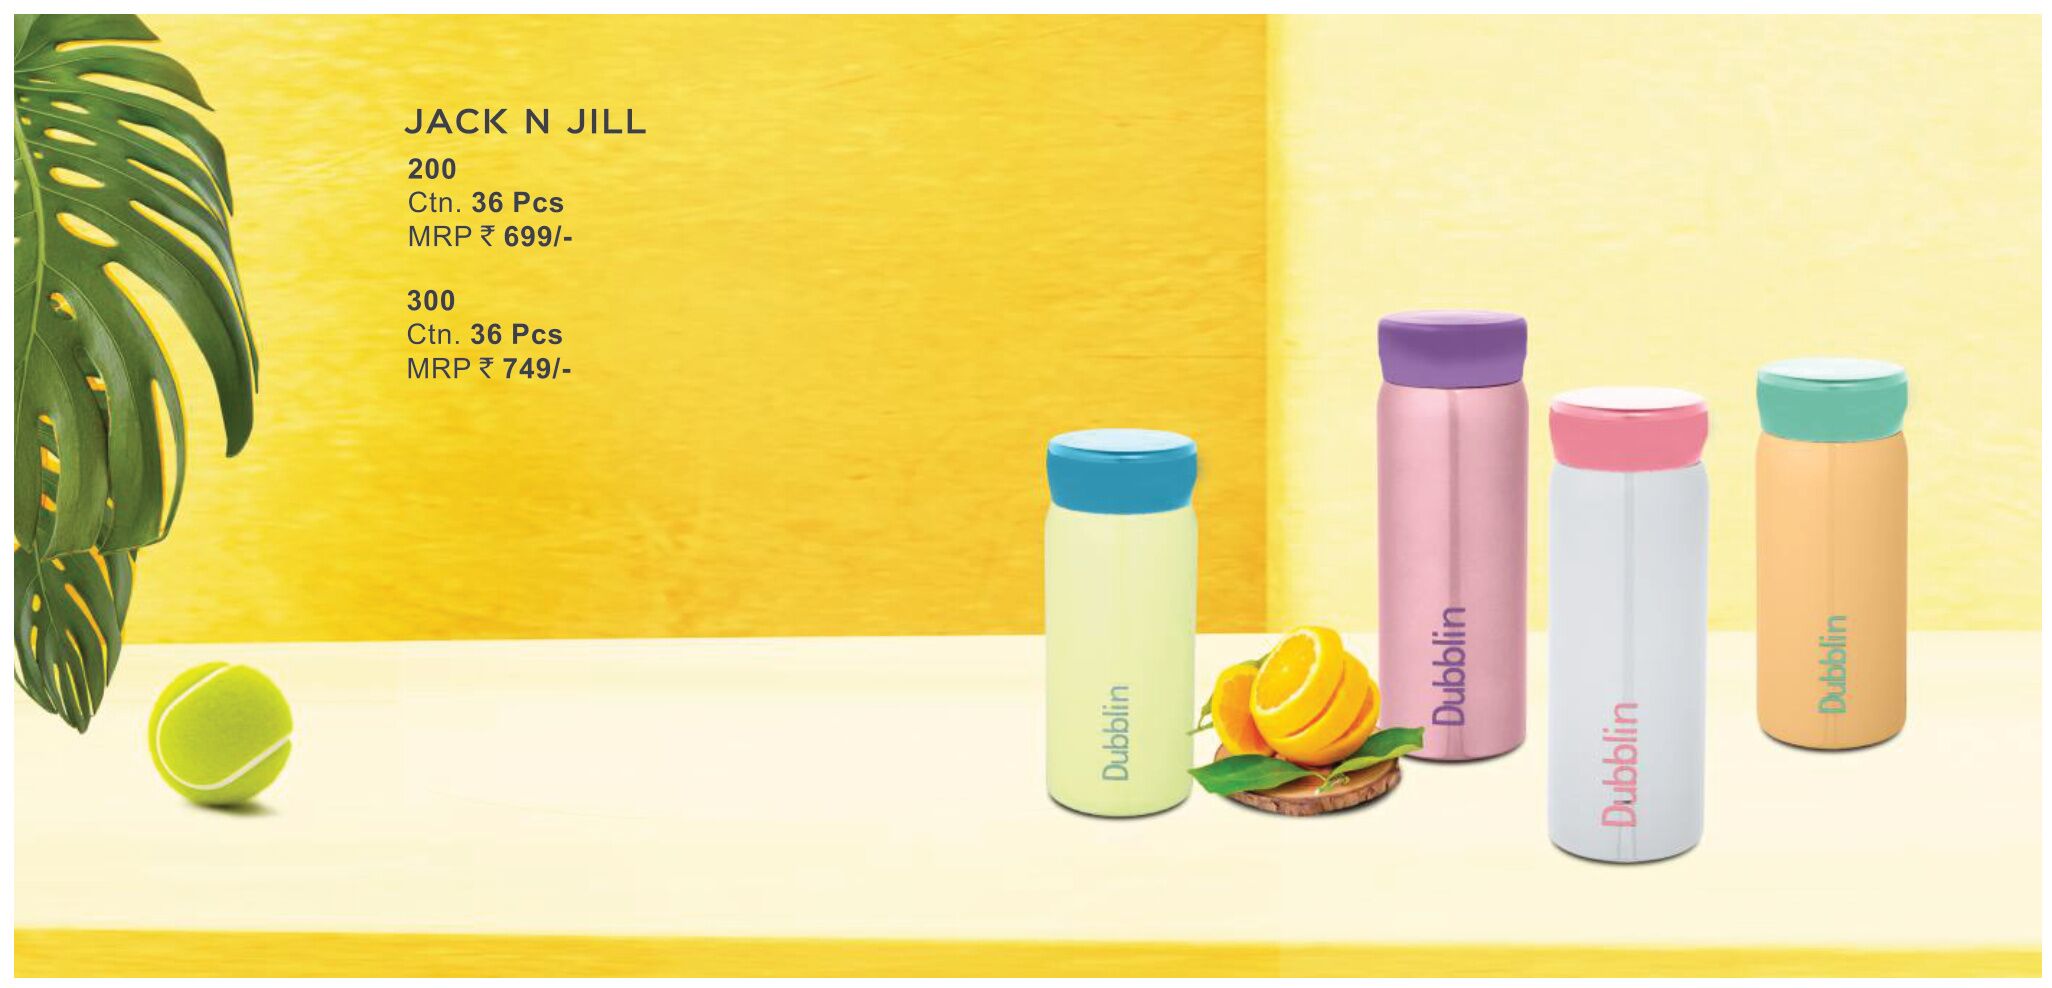 JACK N JILL
200
Ctn. 36 Pcs
MRP ₹ 699/-
300
Ctn. 36 Pcs
MRP ₹ 749/-
Dubblin
Dubblin
Dubblin
Dubblin